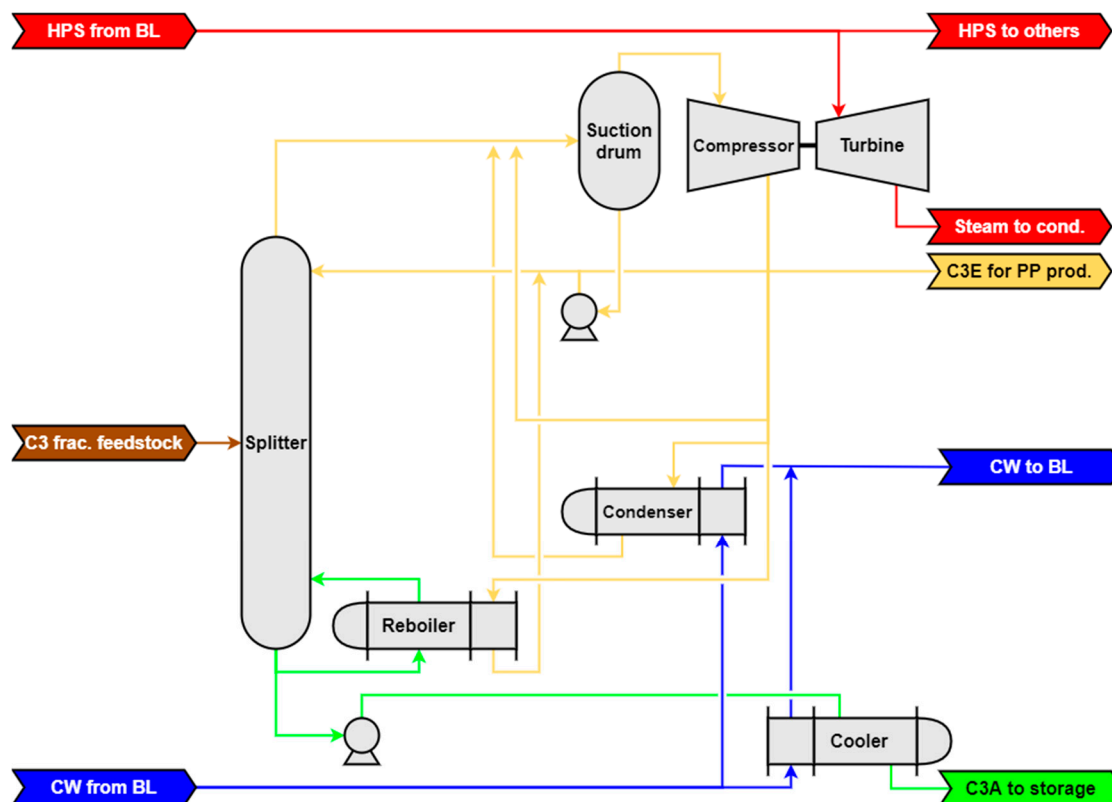 HPS from BL
HPS to others
Suction
drum
Compressor
Turbine
Steam to cond.
C3E for PP prod.
C3 frac. feedstock
Splitter
CW to BL
Condenser
Reboiler
Cooler
CW from BL
C3A to storage